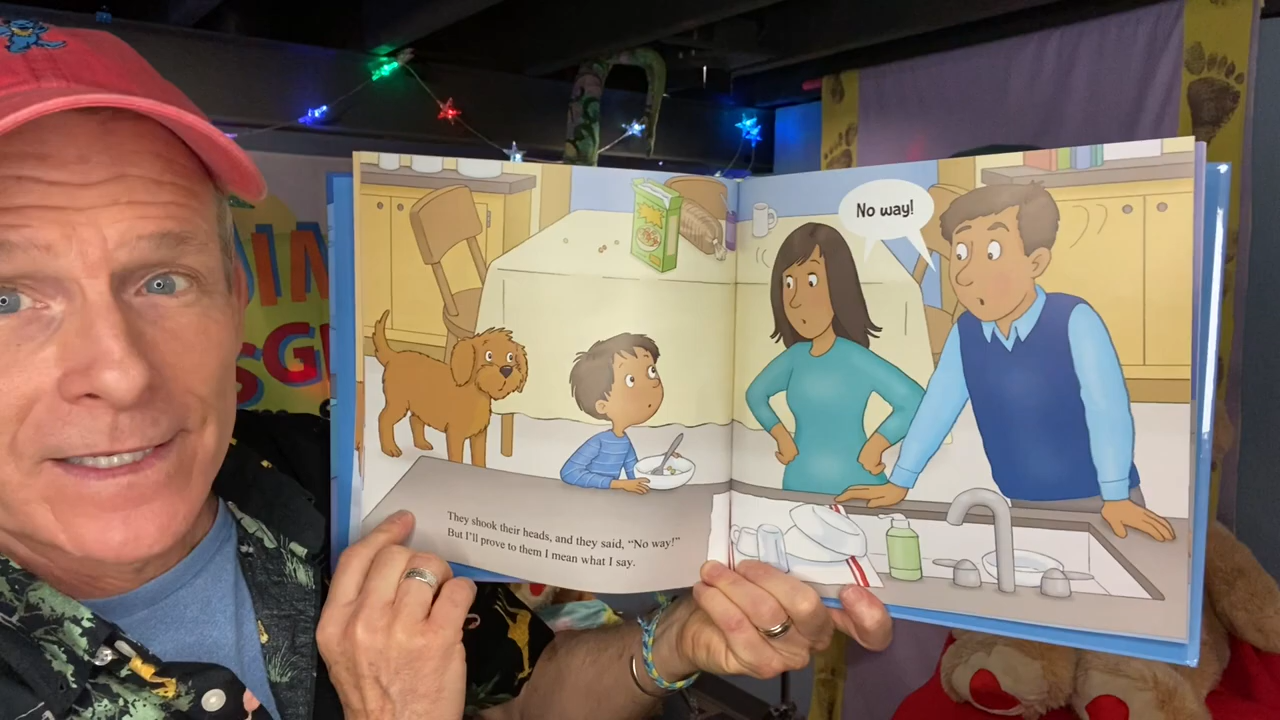 No way!
They shook their heads, and they said, “No way!”
But I’ll prove to them I mean what I say.